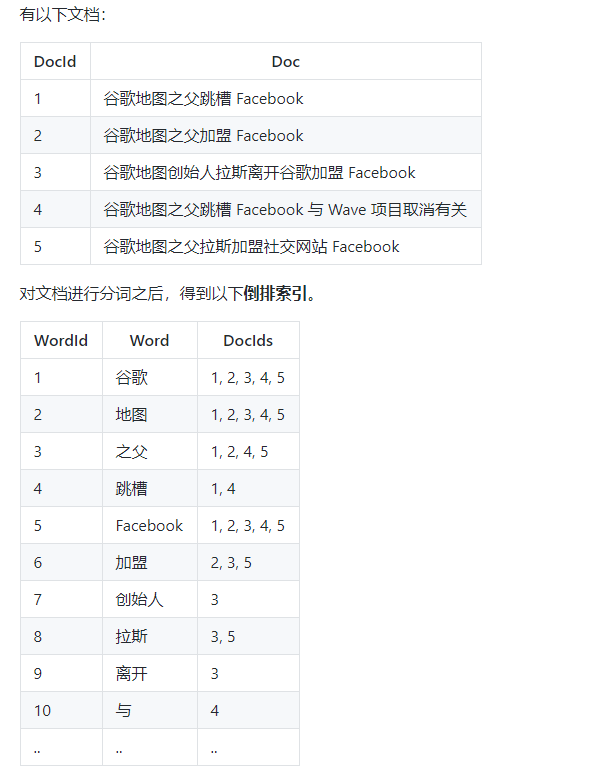 有以下文档：
DocId Doc
1 谷歌地图之父跳槽 Facebook
2 谷歌地图之父加盟 Facebook
3 谷歌地图创始人拉斯离开谷歌加盟 Facebook
4 谷歌地图之父跳槽 Facebook 与 Wave 项目取消有关
5 谷歌地图之父拉斯加盟社交网站 Facebook
对文档进行分词之后，得到以下倒排索引。
WordId Word DocIds
1 谷歌 1, 2, 3, 4, 5
2 地图 1, 2, 3, 4, 5
3 之父 1, 2, 4, 5
4 跳槽 1, 4
5 Facebook 1, 2, 3, 4, 5
6 加盟 2, 3, 5
7 创始人 3
8 拉斯 3, 5
9 离开 3
10 与 4
.. .. ..